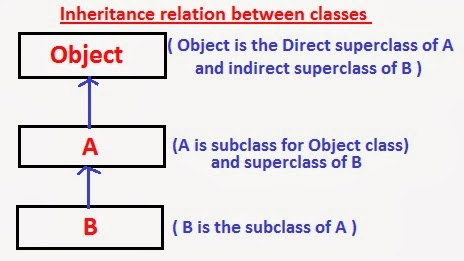 Inheritance relation between classes
Object
( Object is the Direct superclass of A
and indirect superclass of B )
A
(A is subclass for Object class)
and superclass of B
B
( B is the subclass of A )